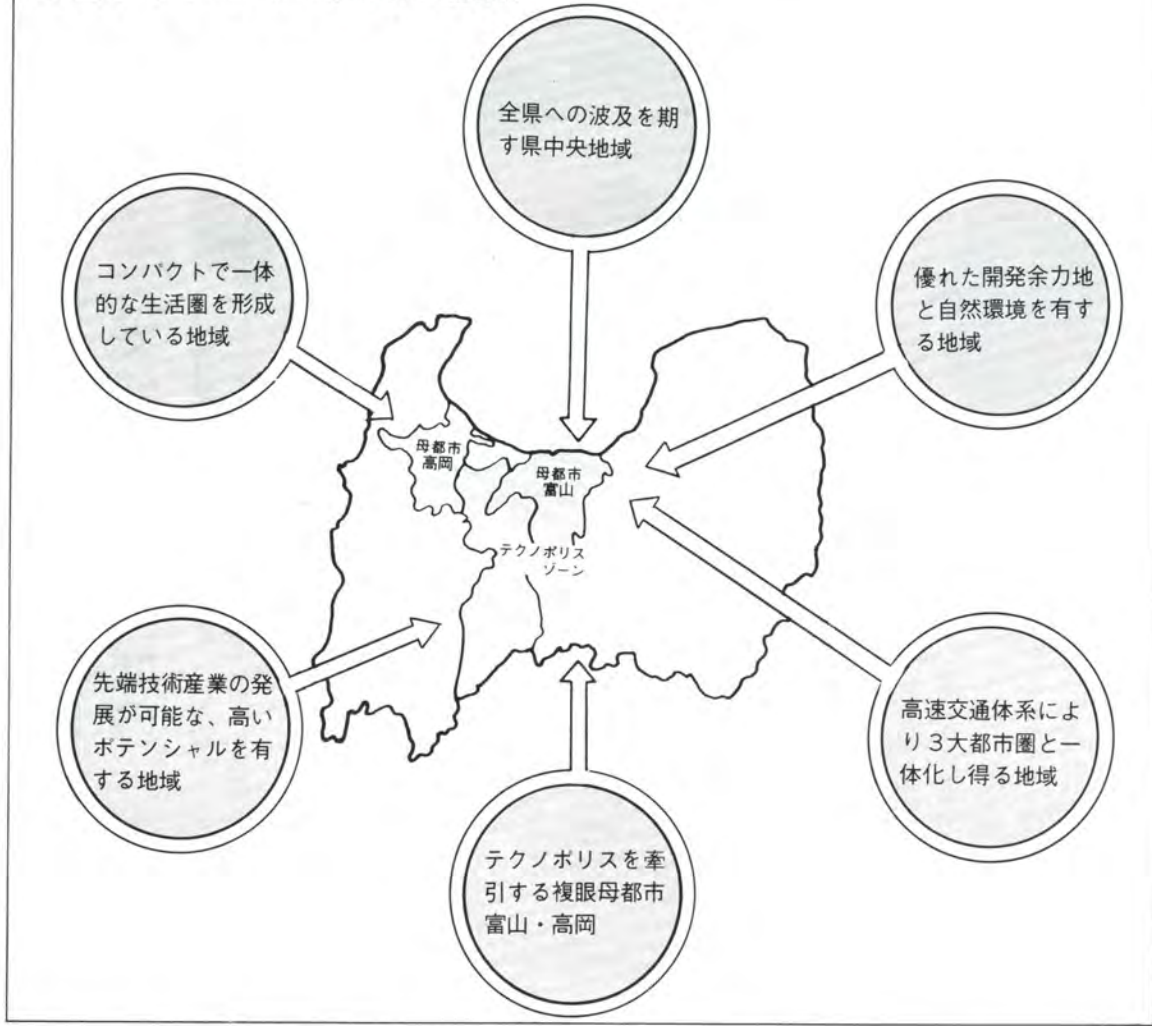 全県への波及を期
す県中央地域
コンパクトで一体
的な生活圏を形成
している地域
優れた開発余力地
と自然環境を有す
る地域
母都市
高岡
母都市
富山
テクノポリス
ゾーン
先端技術産業の発
展が可能な、高い
ポテンシャルを有
する地域
高速交通体系によ
り3大都市圏と一
体化し得る地域
テクノポリスを牽
引する複眼母都市
富山・高岡